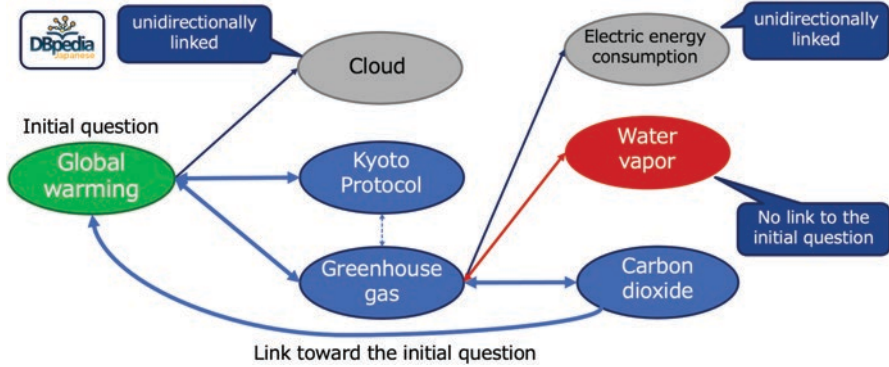 DBpedia
Japanese
unidirectionally
linked
Cloud
Electric energy
consumption
unidirectionally
linked
Initial question
Global
warming
Kyoto
Protocol
Water
vapor
No link to the
initial question
Greenhouse
gas
Carbon
dioxide
Link toward the initial question